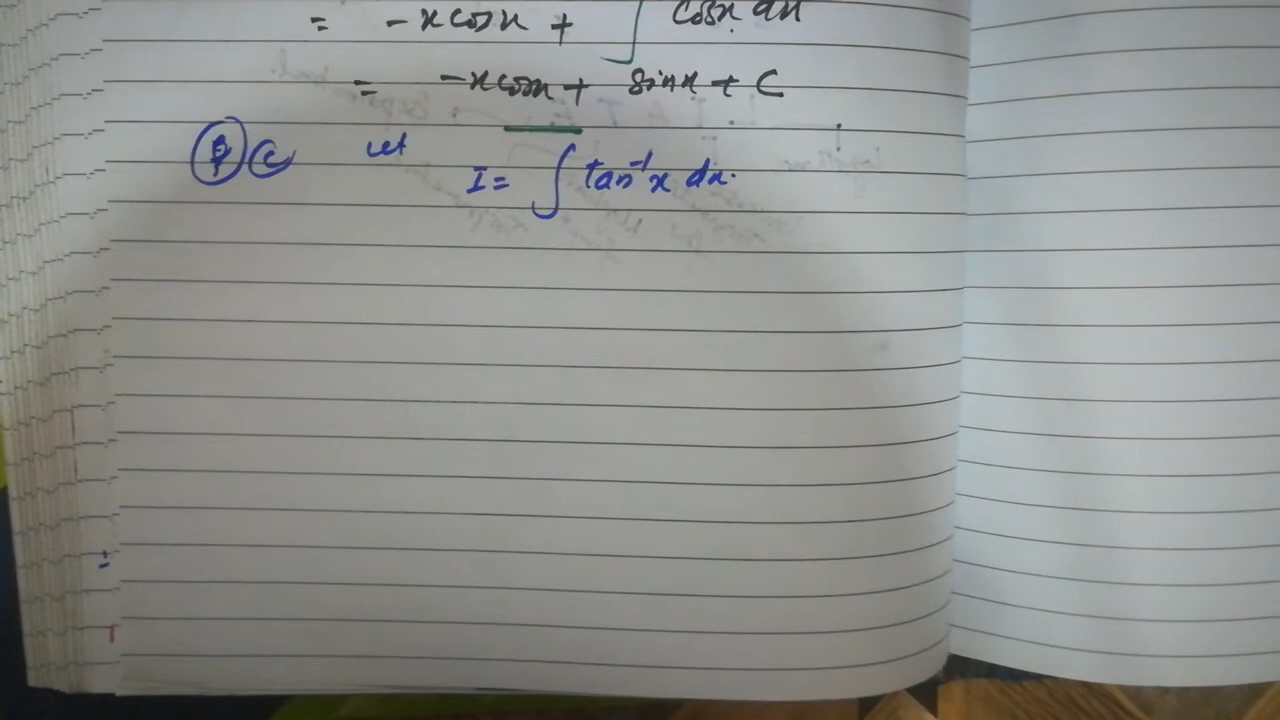 = -x cos x + ∫ cos x dx
= -x cos x + sin x + C
(c) let
I = ∫ tan⁻¹x dx.